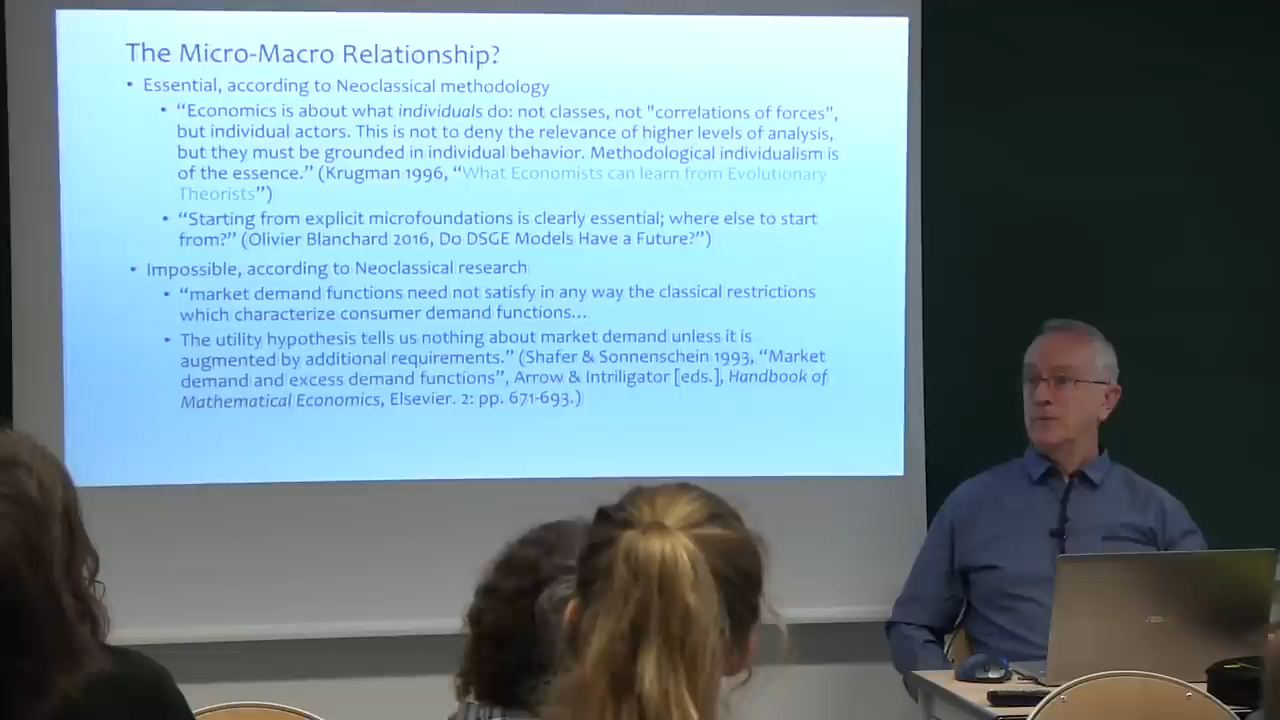 The Micro-Macro Relationship?
• Essential, according to Neoclassical methodology
• “Economics is about what individuals do: not classes, not "correlations of forces",
but individual actors. This is not to deny the relevance of higher levels of analysis,
but they must be grounded in individual behavior. Methodological individualism is
of the essence.” (Krugman 1996, “What Economists can learn from Evolutionary
Theorists”)
• “Starting from explicit microfoundations is clearly essential; where else to start
from?” (Olivier Blanchard 2016, Do DSGE Models Have a Future?”)
• Impossible, according to Neoclassical research
• “market demand functions need not satisfy in any way the classical restrictions
which characterize consumer demand functions…
• The utility hypothesis tells us nothing about market demand unless it is
augmented by additional requirements.” (Shafer & Sonnenschein 1993, “Market
demand and excess demand functions”, Arrow & Intriligator [eds.], Handbook of
Mathematical Economics, Elsevier. 2: pp. 671-693.)